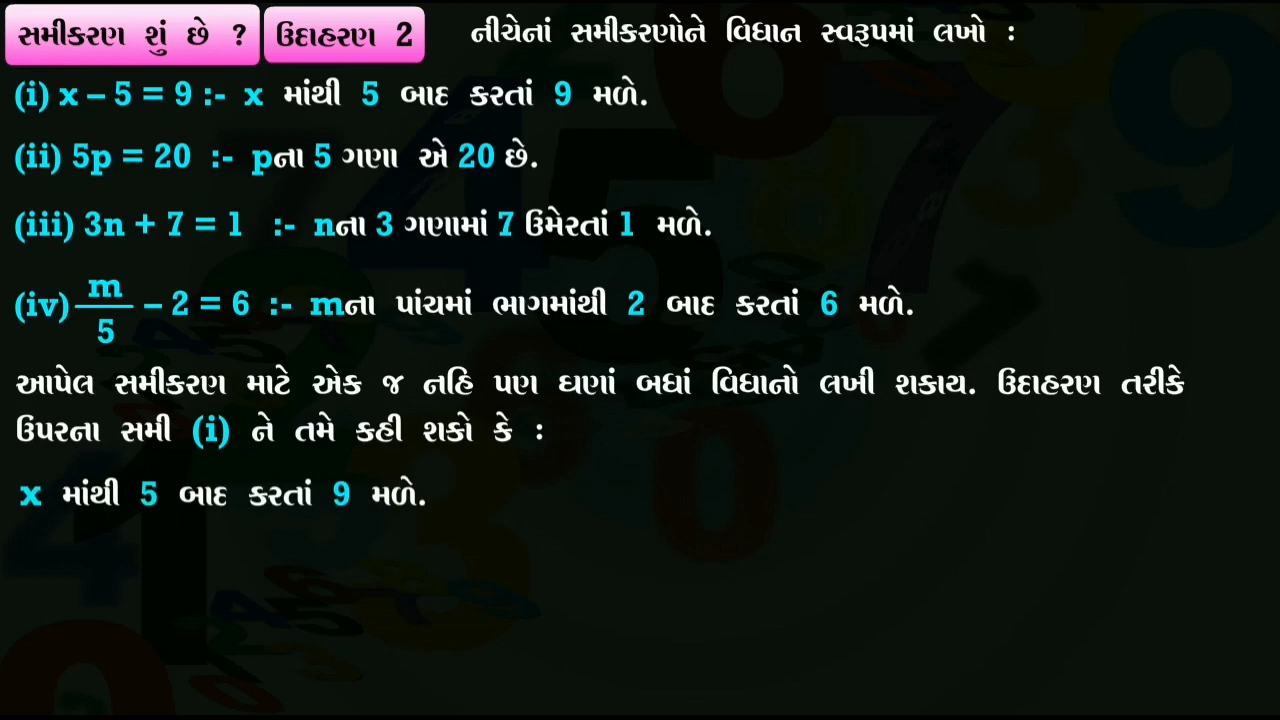 સમીકરણ શું છે ? ઉદાહરણ 2 નીચેનાં સમીકરણોને વિધાન સ્વરૂપમાં લખો :
(i) x – 5 = 9 :- x માંથી 5 બાદ કરતાં 9 મળે.
(ii) 5p = 20 :- pના 5 ગણા એ 20 છે.
(iii) 3n + 7 = 1 :- nના 3 ગણામાં 7 ઉમેરતાં 1 મળે.
(iv) m/5 – 2 = 6 :- mના પાંચમાં ભાગમાંથી 2 બાદ કરતાં 6 મળે.
આપેલ સમીકરણ માટે એક જ નહિ પણ ઘણાં બધાં વિધાનો લખી શકાય. ઉદાહરણ તરીકે
ઉપરના સમી (i) ને તમે કહી શકો કે :
x માંથી 5 બાદ કરતાં 9 મળે.